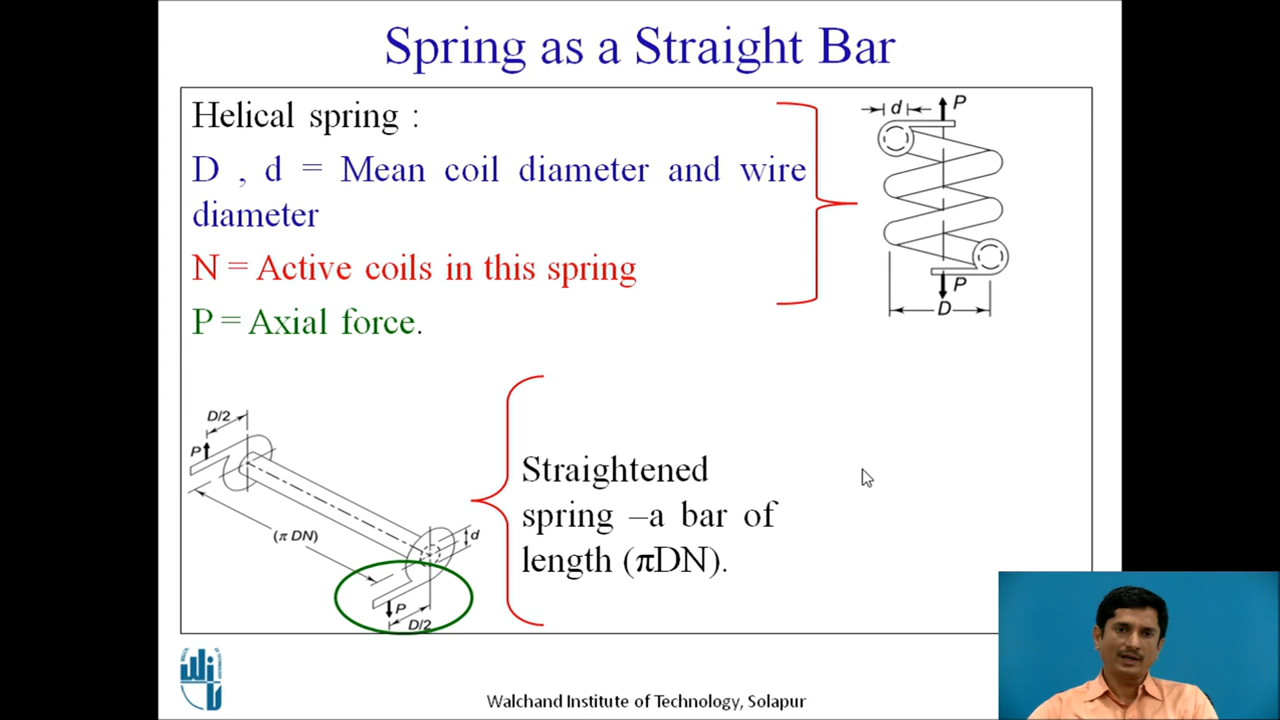 Spring as a Straight Bar
Helical spring :
D , d = Mean coil diameter and wire
diameter
N = Active coils in this spring
P = Axial force.
d
P
P
D
D/2
P
(π DN)
d
P
D/2
Straightened
spring –a bar of
length (πDN).
Walchand Institute of Technology, Solapur